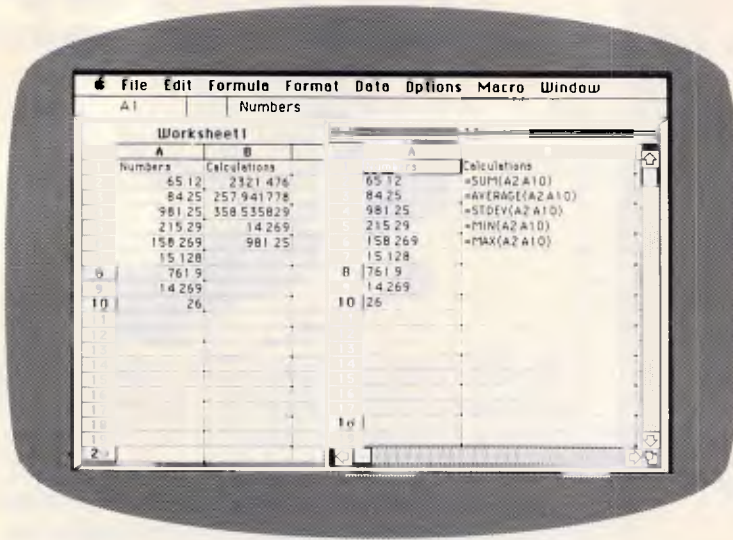 File Edit Formula Format Data Options Macro Window
A1 Numbers
Worksheet1
A B
Numbers Calculations
65.12 2321.476
84.25 257.941778
981.25 358.535829
215.29 14.269
158.269 981.25
15.128
8 761.9
9 14.269
10 26
A
Calculations
65.12 =SUM(A2:A10)
84.25 =AVERAGE(A2:A10)
981.25 =STDEV(A2:A10)
215.29 =MIN(A2:A10)
158.269 =MAX(A2:A10)
15.128
8 761.9
14.269
10 26